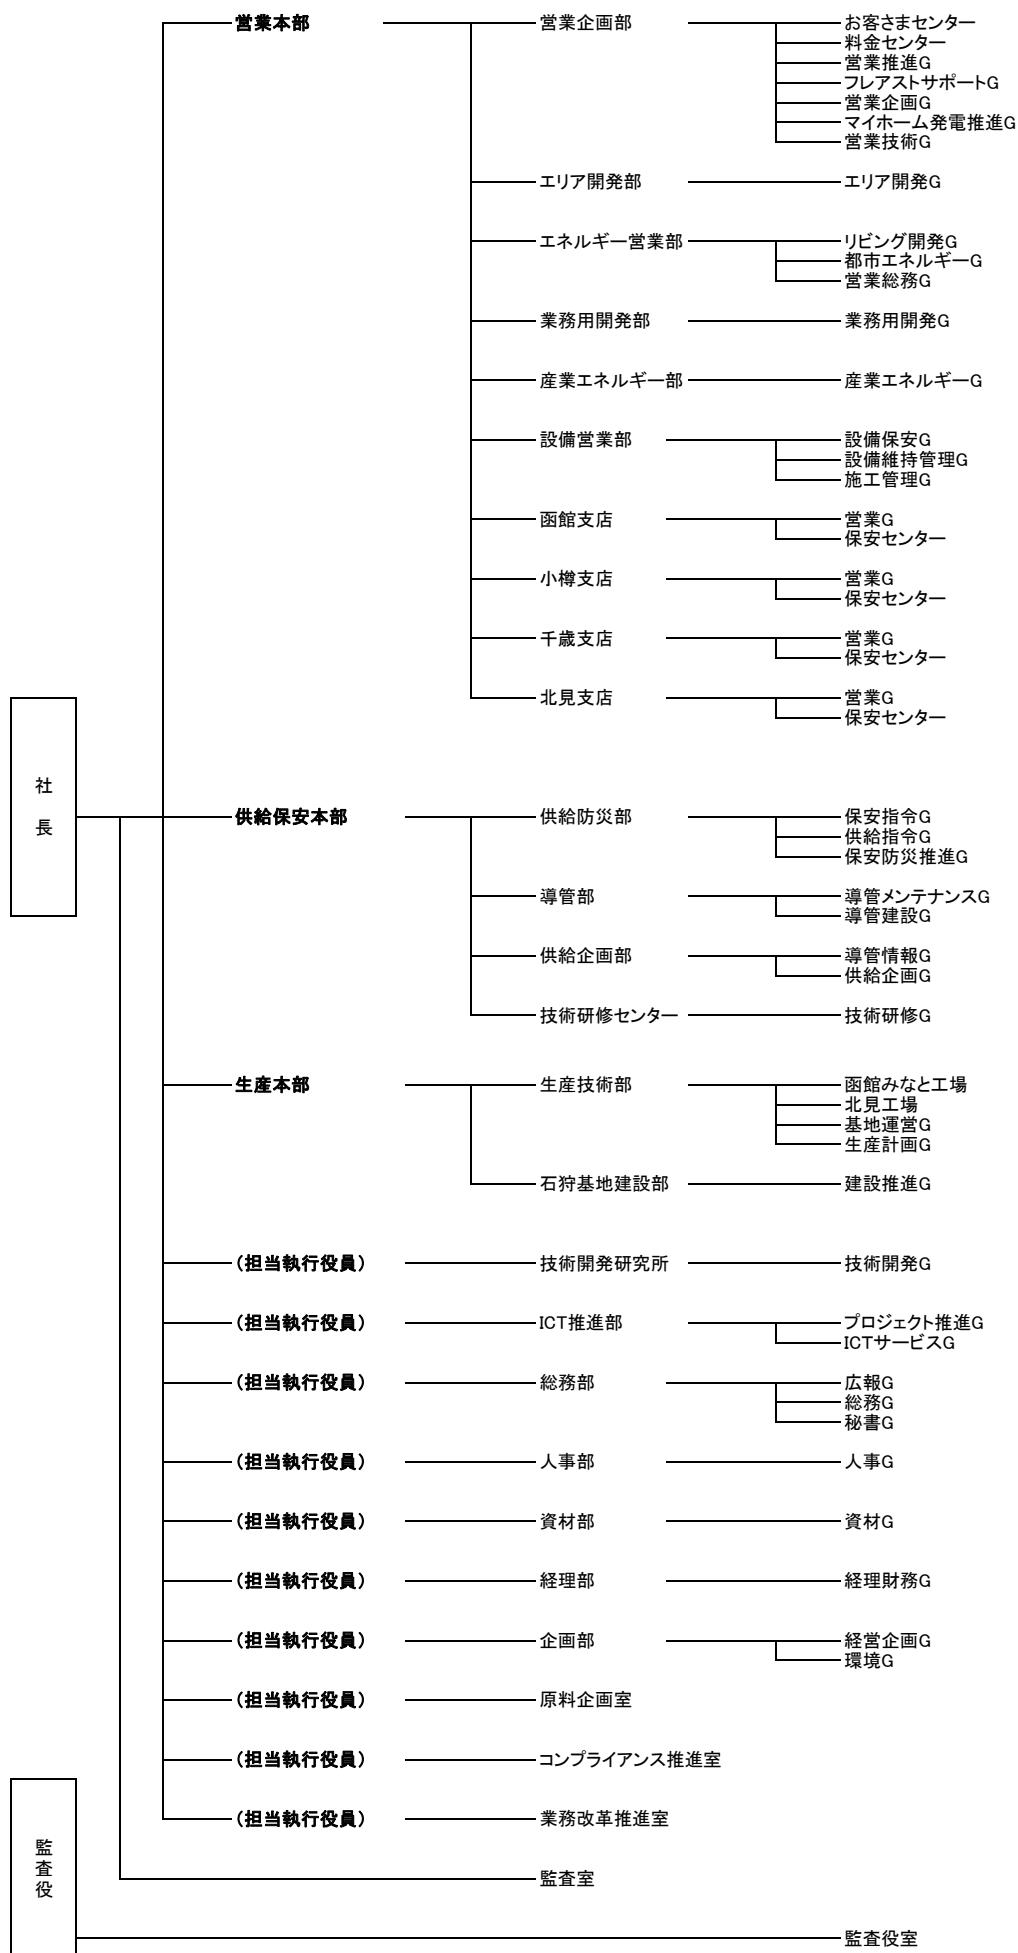 営業本部 営業企画部 お客さまセンター
料金センター
営業推進G
フレアストサポートG
営業企画G
マイホーム発電推進G
営業技術G
エリア開発部 エリア開発G
エネルギー営業部 リビング開発G
都市エネルギーG
営業総務G
業務用開発部 業務用開発G
産業エネルギー部 産業エネルギーG
設備営業部 設備保安G
設備維持管理G
施工管理G
函館支店 営業G
保安センター
小樽支店 営業G
保安センター
千歳支店 営業G
保安センター
北見支店 営業G
保安センター
社長
供給保安本部 供給防災部 保安指令G
供給指令G
保安防災推進G
導管部 導管メンテナンスG
導管建設G
供給企画部 導管情報G
供給企画G
技術研修センター 技術研修G
生産本部 生産技術部 函館みなと工場
北見工場
基地運営G
生産計画G
石狩基地建設部 建設推進G
（担当執行役員） 技術開発研究所 技術開発G
（担当執行役員） ICT推進部 プロジェクト推進G
ICTサービスG
（担当執行役員） 総務部 広報G
総務G
秘書G
（担当執行役員） 人事部 人事G
（担当執行役員） 資材部 資材G
（担当執行役員） 経理部 経理財務G
（担当執行役員） 企画部 経営企画G
環境G
（担当執行役員） 原料企画室
（担当執行役員） コンプライアンス推進室
（担当執行役員） 業務改革推進室
監査役
監査室
監査役室